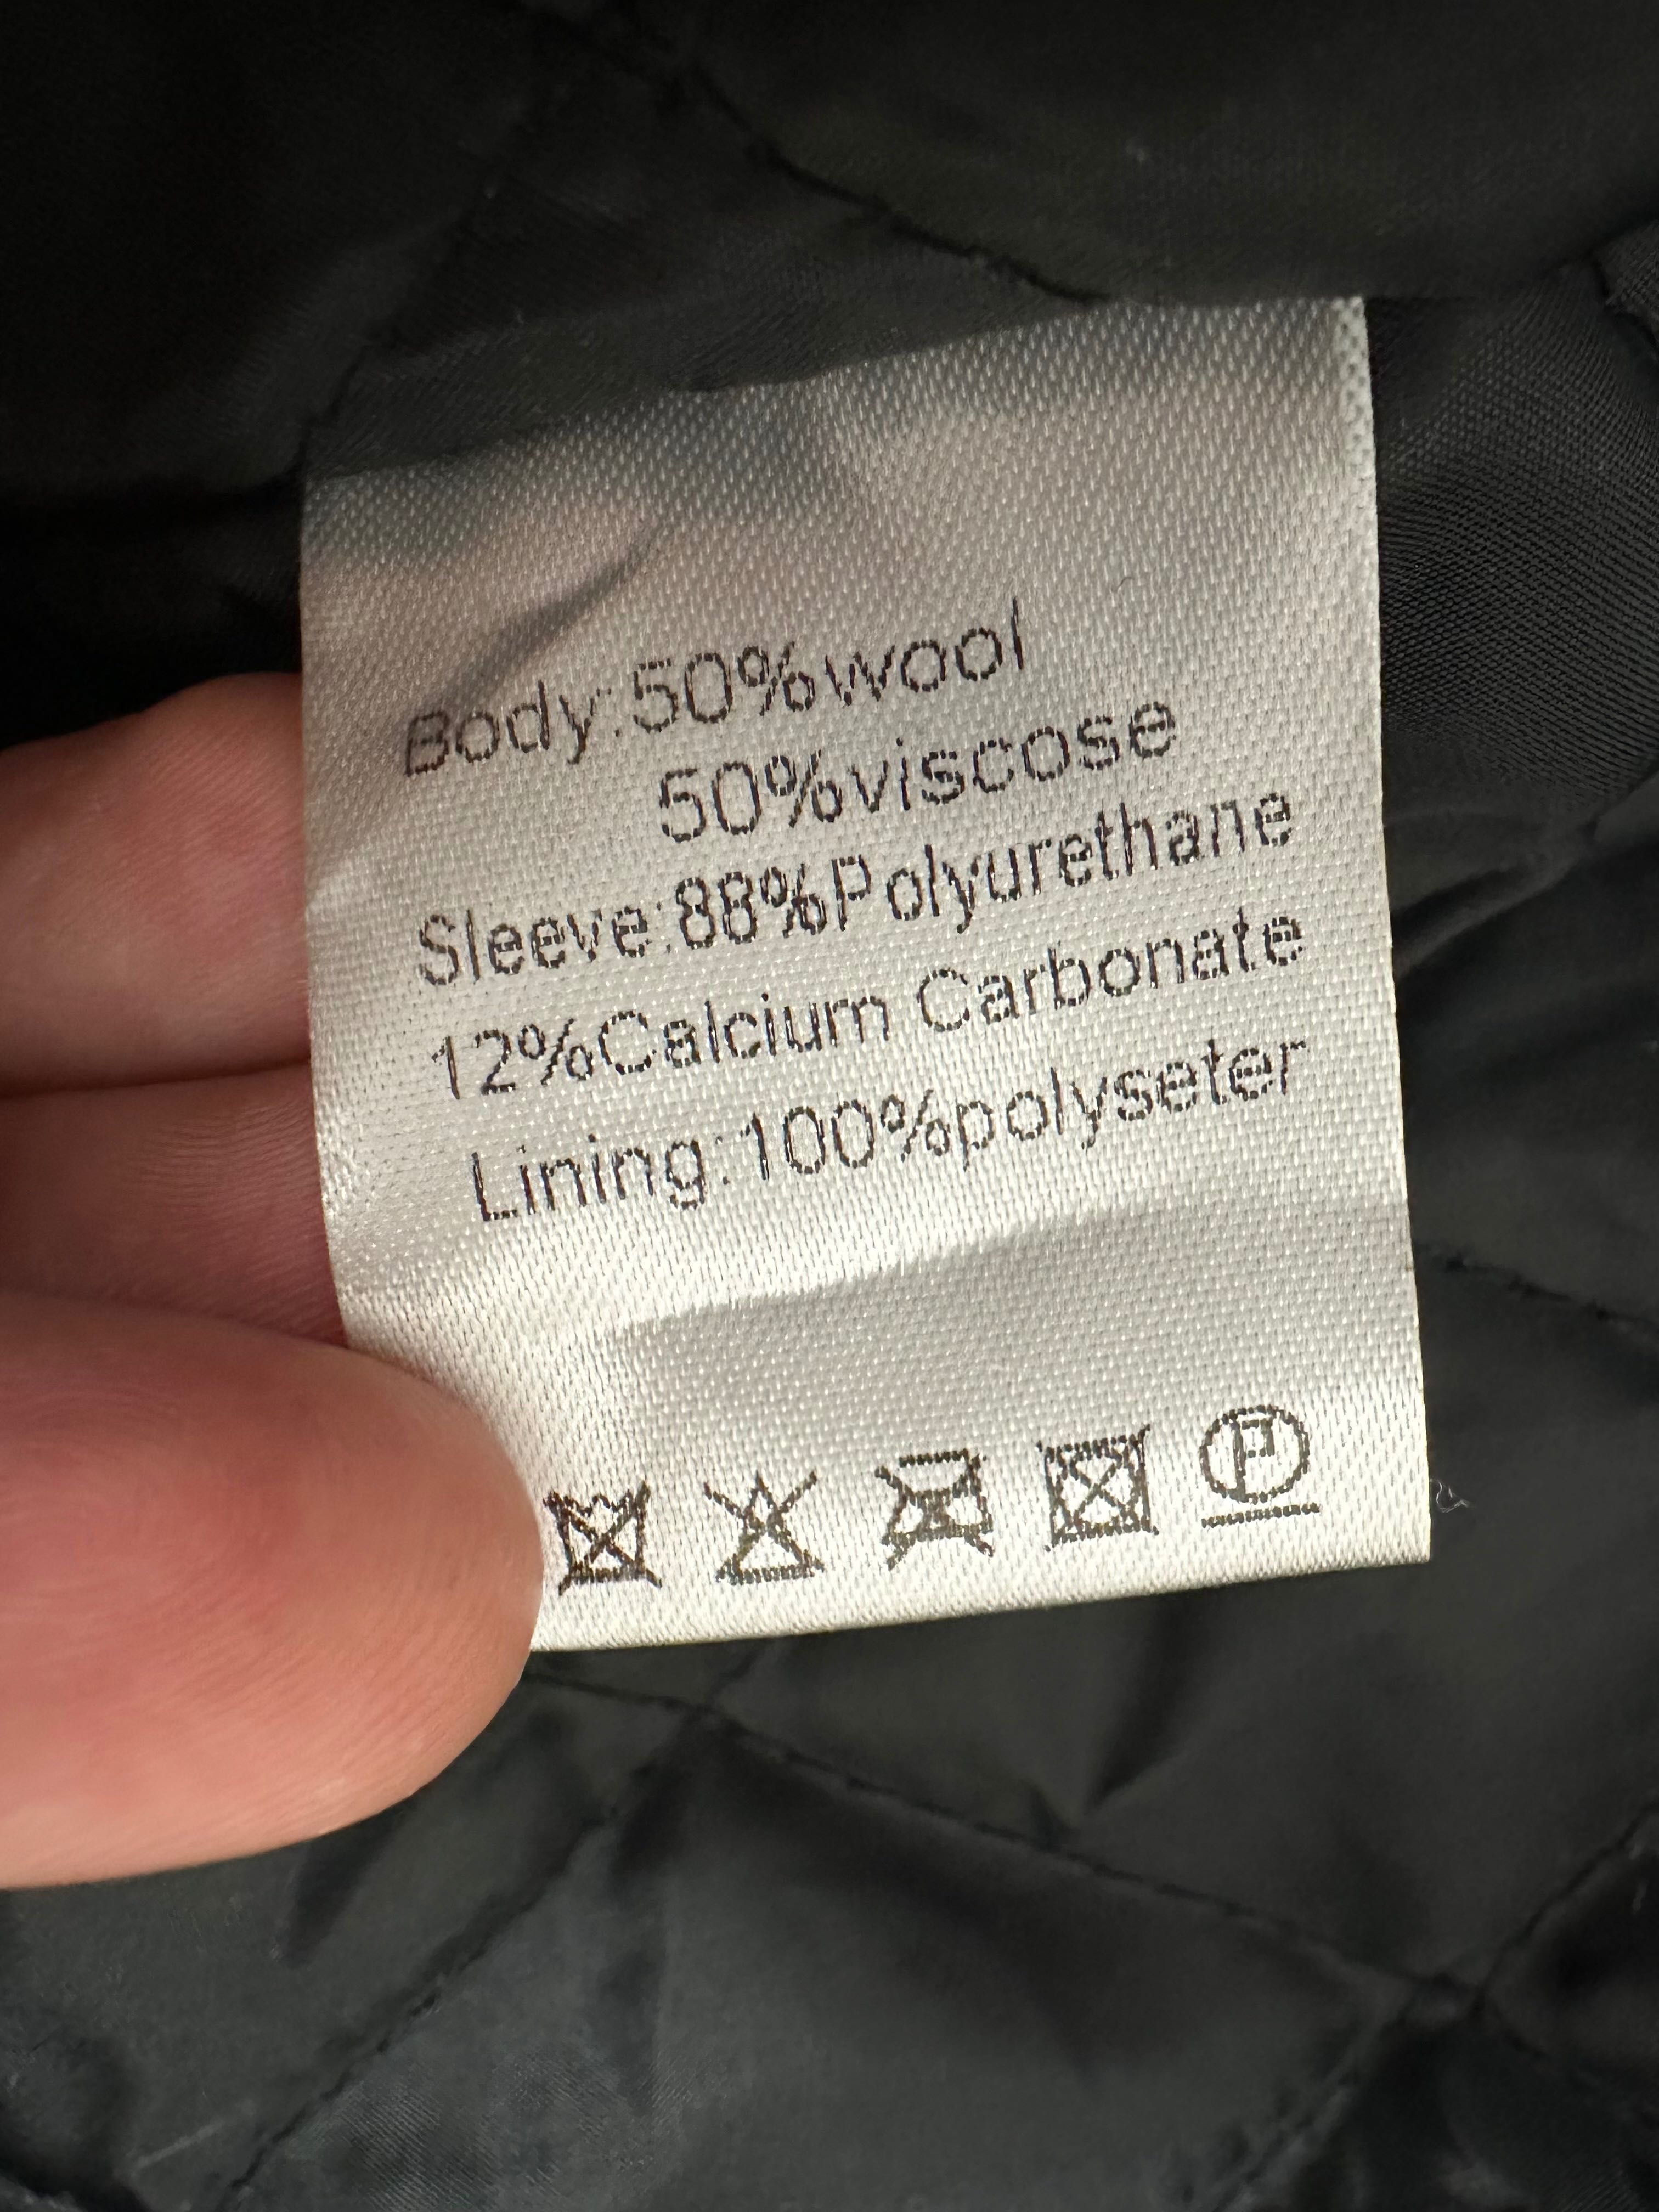 Body:50%wool
50%viscose
Sleeve:88%Polyurethane
12%Calcium Carbonate
Lining:100%polyseter
P